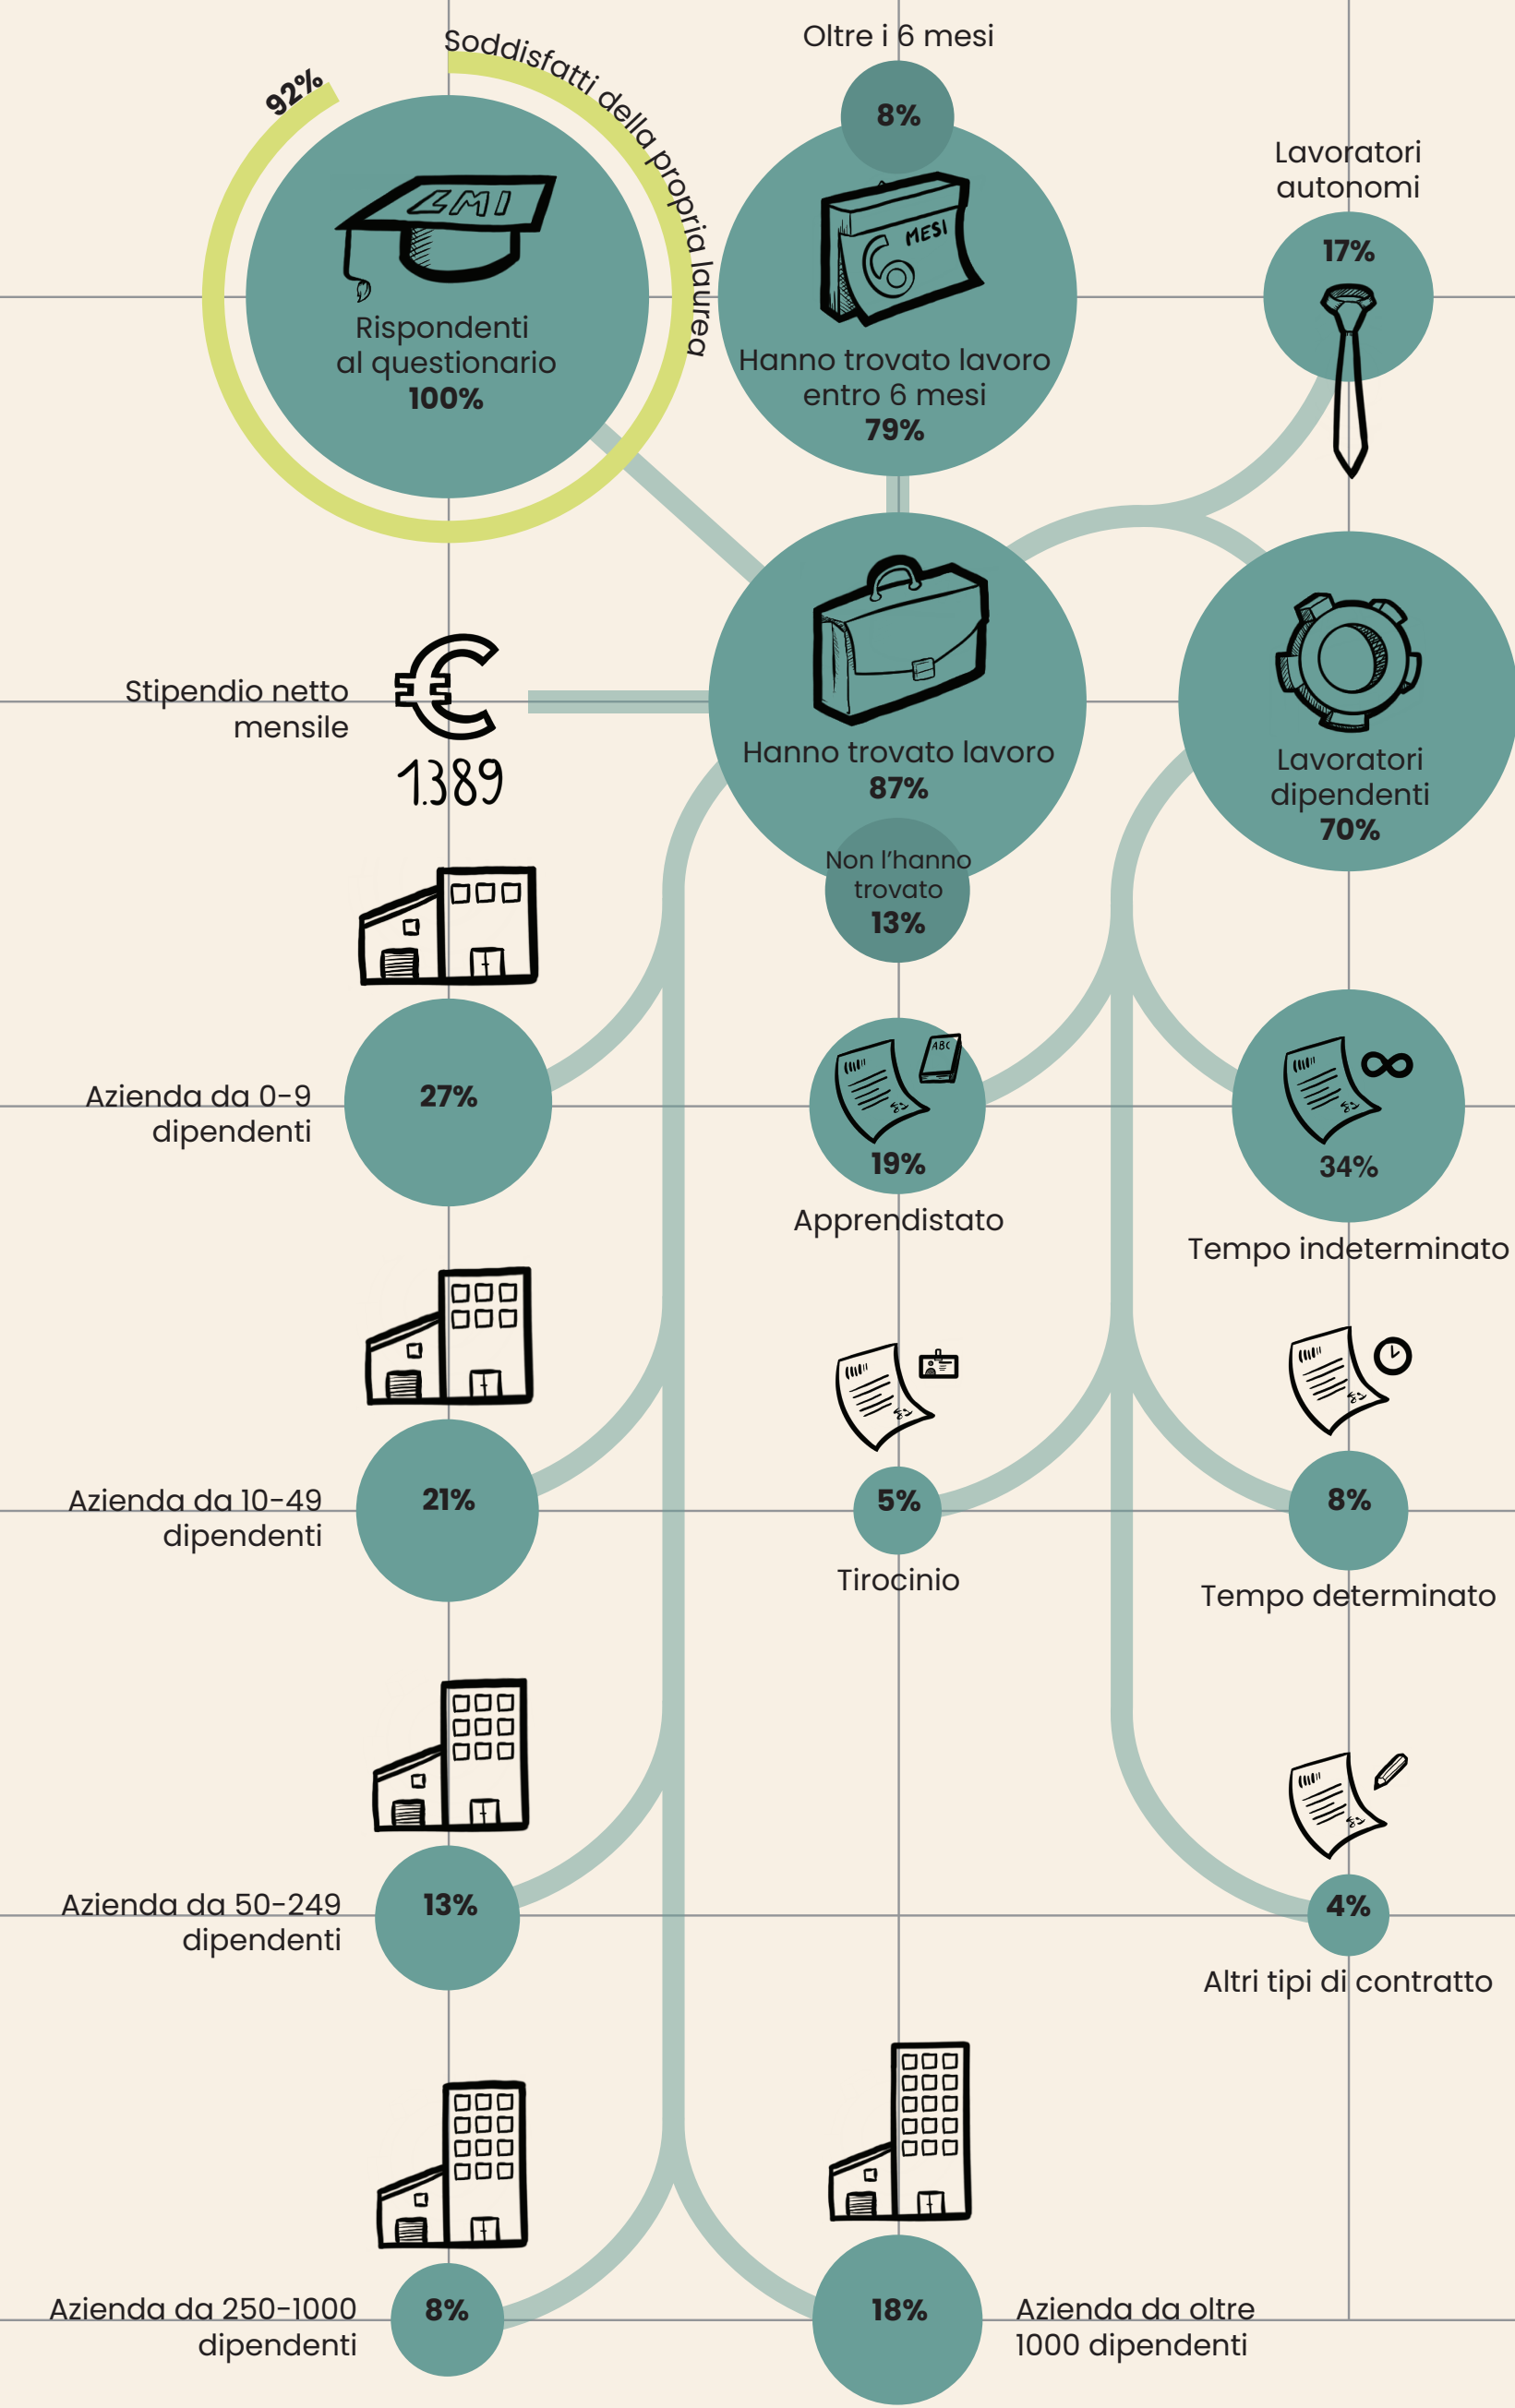 Soddisfatti della propria laurea
92%
LMI
Rispondenti
al questionario
100%
Oltre i 6 mesi
8%
6 MESI
Hanno trovato lavoro
entro 6 mesi
79%
Lavoratori
autonomi
17%
Stipendio netto
mensile
€
1.389
Hanno trovato lavoro
87%
Non l'hanno
trovato
13%
Lavoratori
dipendenti
70%
Azienda da 0-9
dipendenti
27%
ABC
19%
Apprendistato
34%
Tempo indeterminato
Azienda da 10-49
dipendenti
21%
5%
Tirocinio
8%
Tempo determinato
Azienda da 50-249
dipendenti
13%
4%
Altri tipi di contratto
Azienda da 250-1000
dipendenti
8%
18%
Azienda da oltre
1000 dipendenti